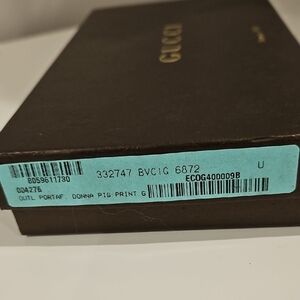 GUCCI
332747 BVC1G 6872 U
8059611730
ECOG400009B
004276
OUTL PORTAF. DONNA PIG PRINT G